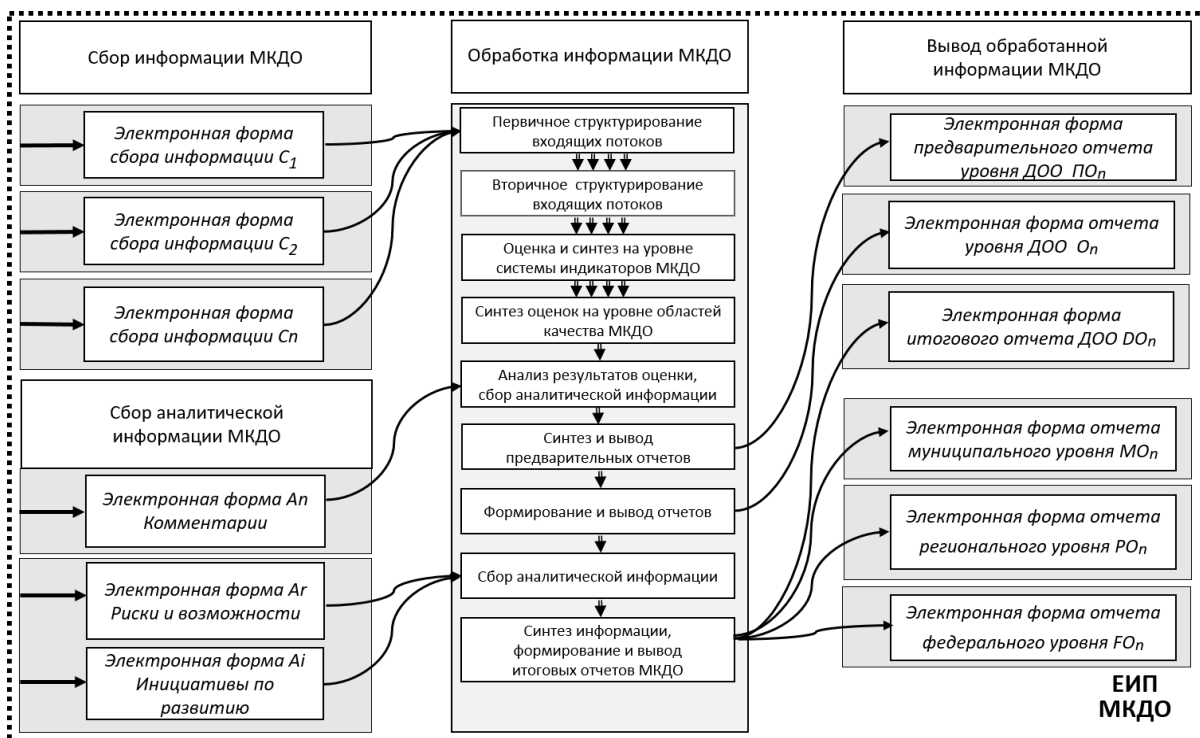 Сбор информации МКДО
Электронная форма
сбора информации C1
Электронная форма
сбора информации C2
Электронная форма
сбора информации Cn
Сбор аналитической
информации МКДО
Электронная форма An
Комментарии
Электронная форма Ar
Риски и возможности
Электронная форма Ai
Инициативы по
развитию
Обработка информации МКДО
Первичное структурирование
входящих потоков
Вторичное структурирование
входящих потоков
Оценка и синтез на уровне
системы индикаторов МКДО
Синтез оценок на уровне областей
качества МКДО
Анализ результатов оценки,
сбор аналитической информации
Синтез и вывод
предварительных отчетов
Формирование и вывод отчетов
Сбор аналитической информации
Синтез информации,
формирование и вывод
итоговых отчетов МКДО
Вывод обработанной
информации МКДО
Электронная форма
предварительного отчета
уровня ДОО ПОn
Электронная форма отчета
уровня ДОО Оn
Электронная форма
итогового отчета ДОО DOn
Электронная форма отчета
муниципального уровня MOn
Электронная форма отчета
регионального уровня POn
Электронная форма отчета
федерального уровня FOn
ЕИП
МКДО